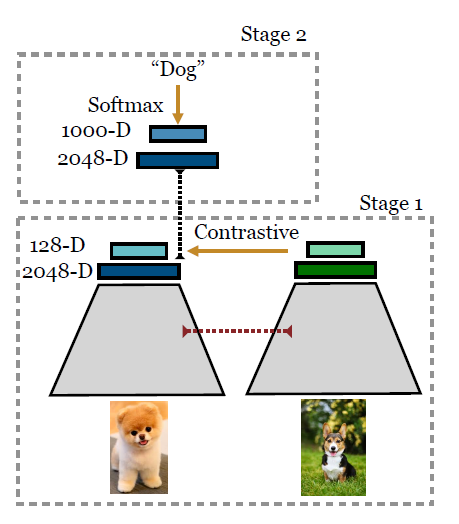 Stage 2
“Dog”
Softmax
1000-D
2048-D
Stage 1
Contrastive
128-D
2048-D